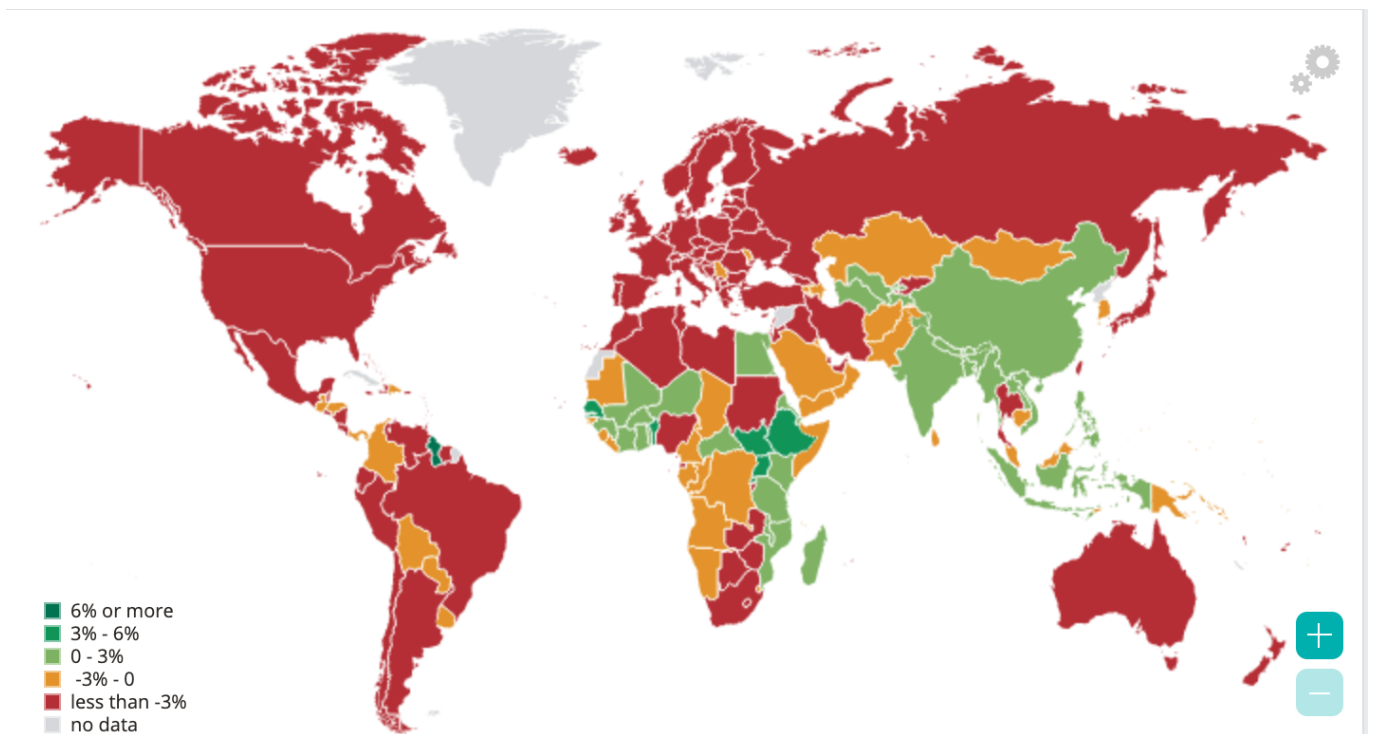 6% or more
3% - 6%
0 - 3%
-3% - 0
less than -3%
no data